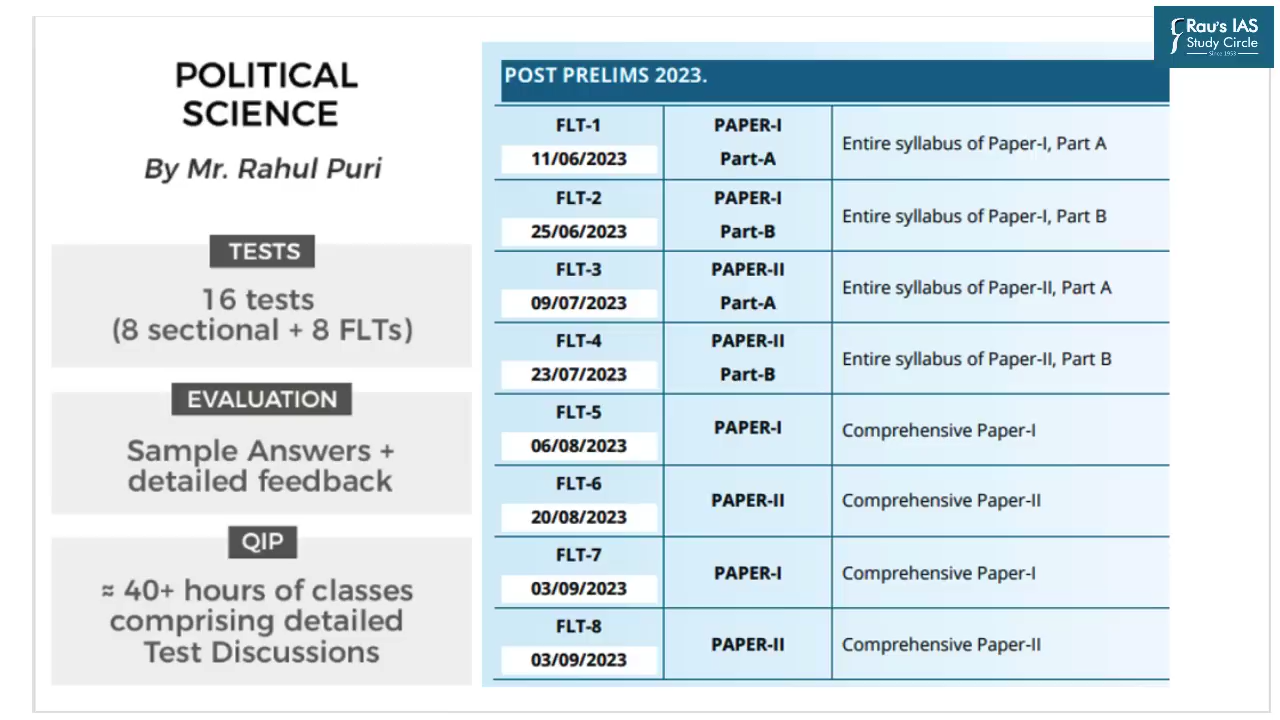 Rau's IAS
Study Circle
Since 1953
POLITICAL
SCIENCE
By Mr. Rahul Puri
TESTS
16 tests
(8 sectional + 8 FLTs)
EVALUATION
Sample Answers +
detailed feedback
QIP
≈ 40+ hours of classes
comprising detailed
Test Discussions
POST PRELIMS 2023.
FLT-1
11/06/2023
PAPER-I
Part-A
Entire syllabus of Paper-I, Part A
FLT-2
25/06/2023
PAPER-I
Part-B
Entire syllabus of Paper-I, Part B
FLT-3
09/07/2023
PAPER-II
Part-A
Entire syllabus of Paper-II, Part A
FLT-4
23/07/2023
PAPER-II
Part-B
Entire syllabus of Paper-II, Part B
FLT-5
06/08/2023
PAPER-I
Comprehensive Paper-I
FLT-6
20/08/2023
PAPER-II
Comprehensive Paper-II
FLT-7
03/09/2023
PAPER-I
Comprehensive Paper-I
FLT-8
03/09/2023
PAPER-II
Comprehensive Paper-II